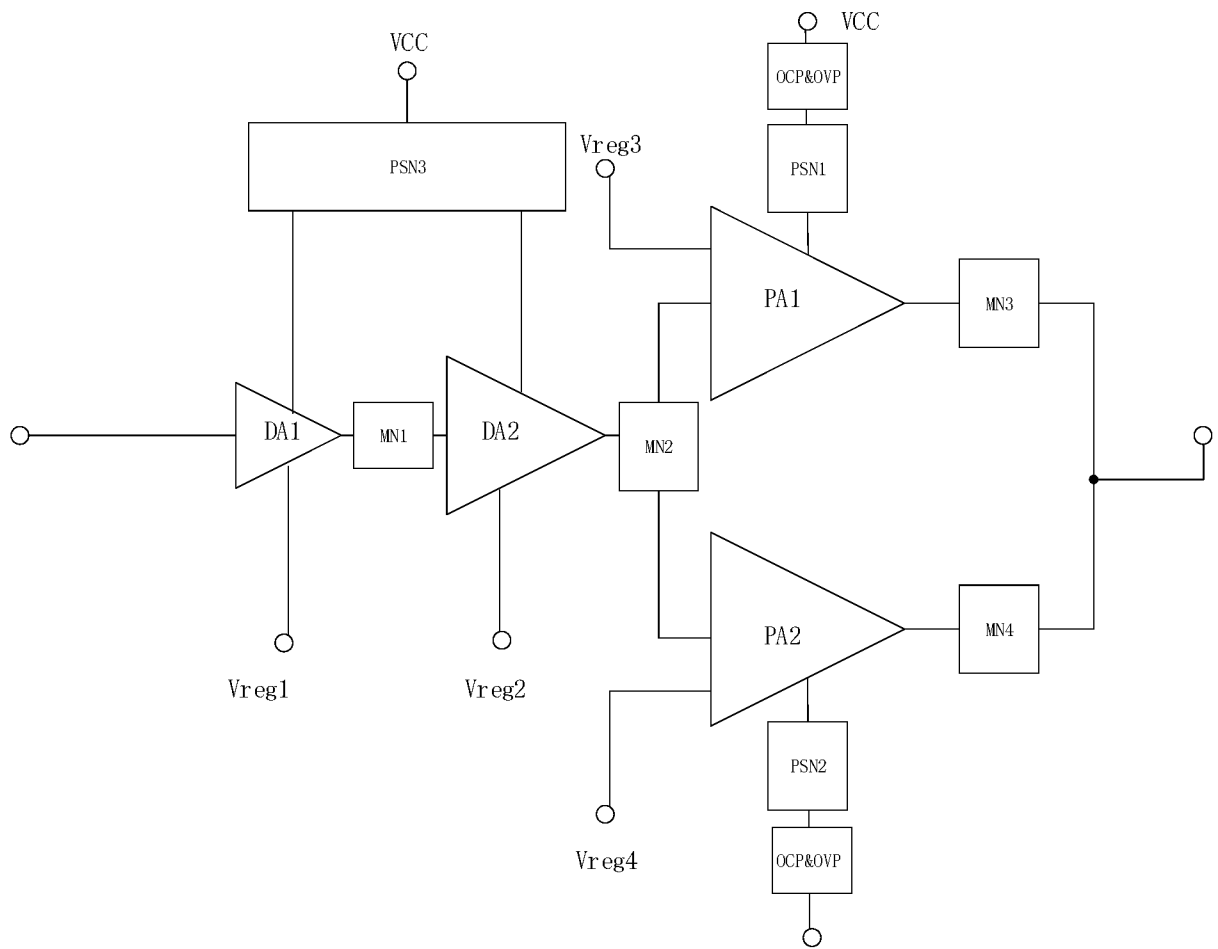 VCC
VCC
OCP&OVP
PSN3
Vreg3
PSN1
PA1
MN3
DA1
MN1
DA2
MN2
PA2
MN4
Vreg1
Vreg2
PSN2
Vreg4
OCP&OVP